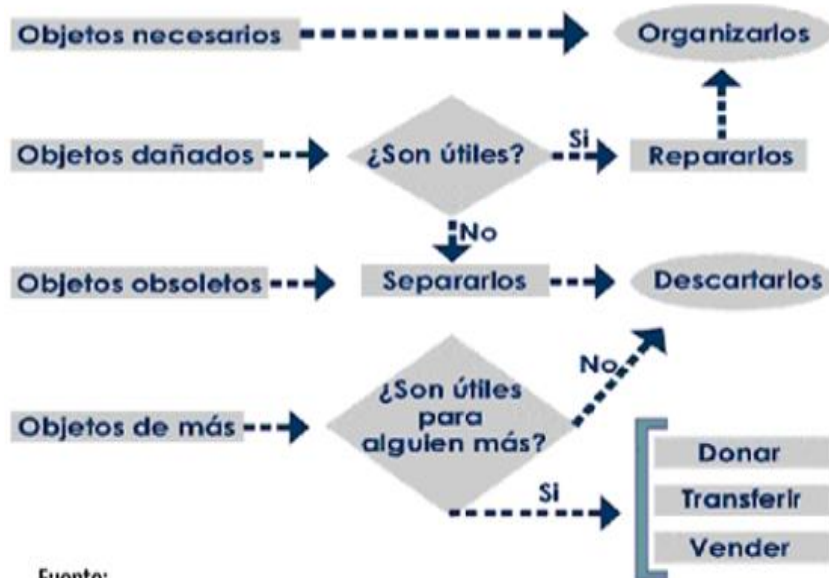 Objetos necesarios
Organizarlos
Objetos dañados
¿Son útiles?
Si
Repararlos
No
Objetos obsoletos
Separarlos
Descartarlos
Objetos de más
¿Son útiles
para
alguien más?
No
Si
Donar
Transferir
Vender
Fuente: